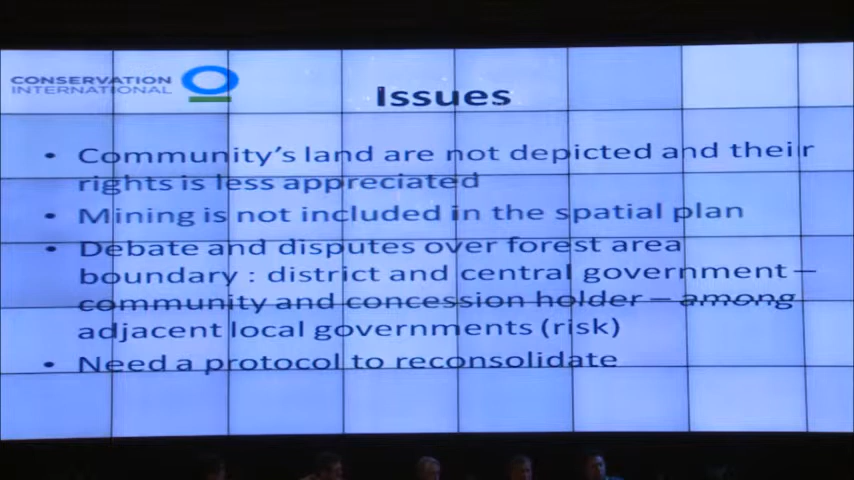 CONSERVATION
INTERNATIONAL
Issues
• Community's land are not depicted and their
rights is less appreciated
• Mining is not included in the spatial plan
• Debate and disputes over forest area
boundary : district and central government –
community and concession holder – among
adjacent local governments (risk)
• Need a protocol to reconsolidate